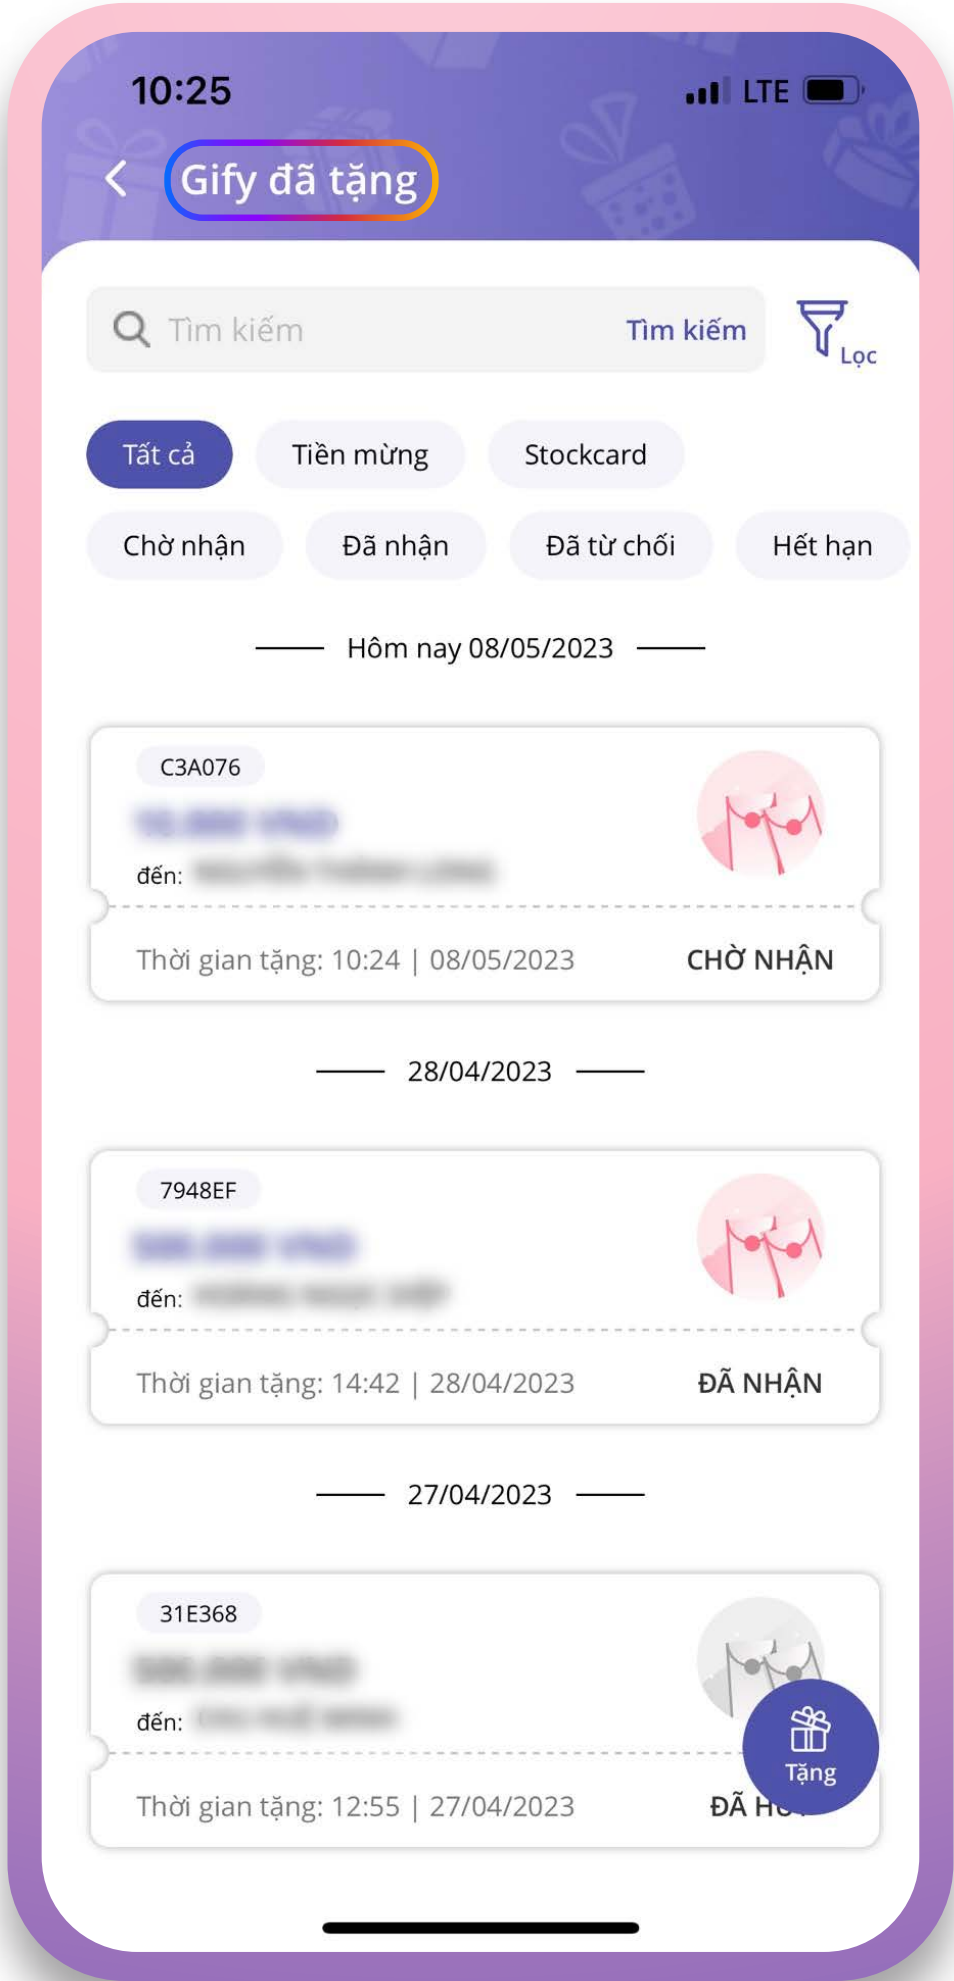 10:25
LTE
Gify đã tặng
Tìm kiếm
Tìm kiếm
Lọc
Tất cả
Tiền mừng
Stockcard
Chờ nhận
Đã nhận
Đã từ chối
Hết hạn
Hôm nay 08/05/2023
C3A076
đến:
Thời gian tặng: 10:24 | 08/05/2023
CHỜ NHẬN
28/04/2023
7948EF
đến:
Thời gian tặng: 14:42 | 28/04/2023
ĐÃ NHẬN
27/04/2023
31E368
đến:
Tặng
Thời gian tặng: 12:55 | 27/04/2023
ĐÃ